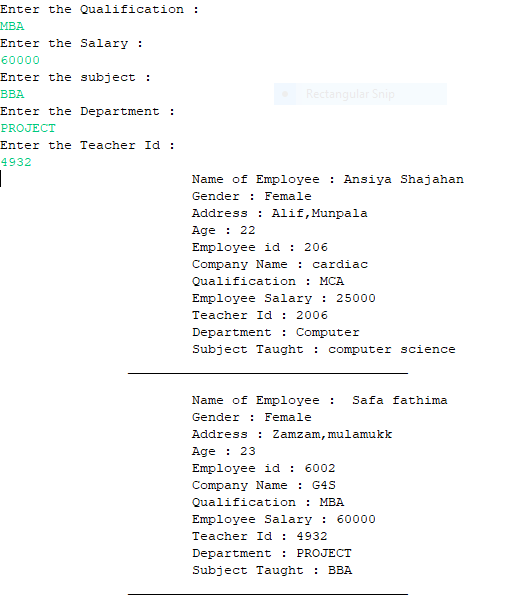 Enter the Qualification :
MBA
Enter the Salary :
60000
Enter the subject :
BBA
Rectangular Snip
Enter the Department :
PROJECT
Enter the Teacher Id :
4932
Name of Employee : Ansiya Shajahan
Gender : Female
Address : Alif,Munpala
Age : 22
Employee id : 206
Company Name : cardiac
Qualification : MCA
Employee Salary : 25000
Teacher Id : 2006
Department : Computer
Subject Taught : computer science
Name of Employee :  Safa fathima
Gender : Female
Address : Zamzam,mulamukk
Age : 23
Employee id : 6002
Company Name : G4S
Qualification : MBA
Employee Salary : 60000
Teacher Id : 4932
Department : PROJECT
Subject Taught : BBA